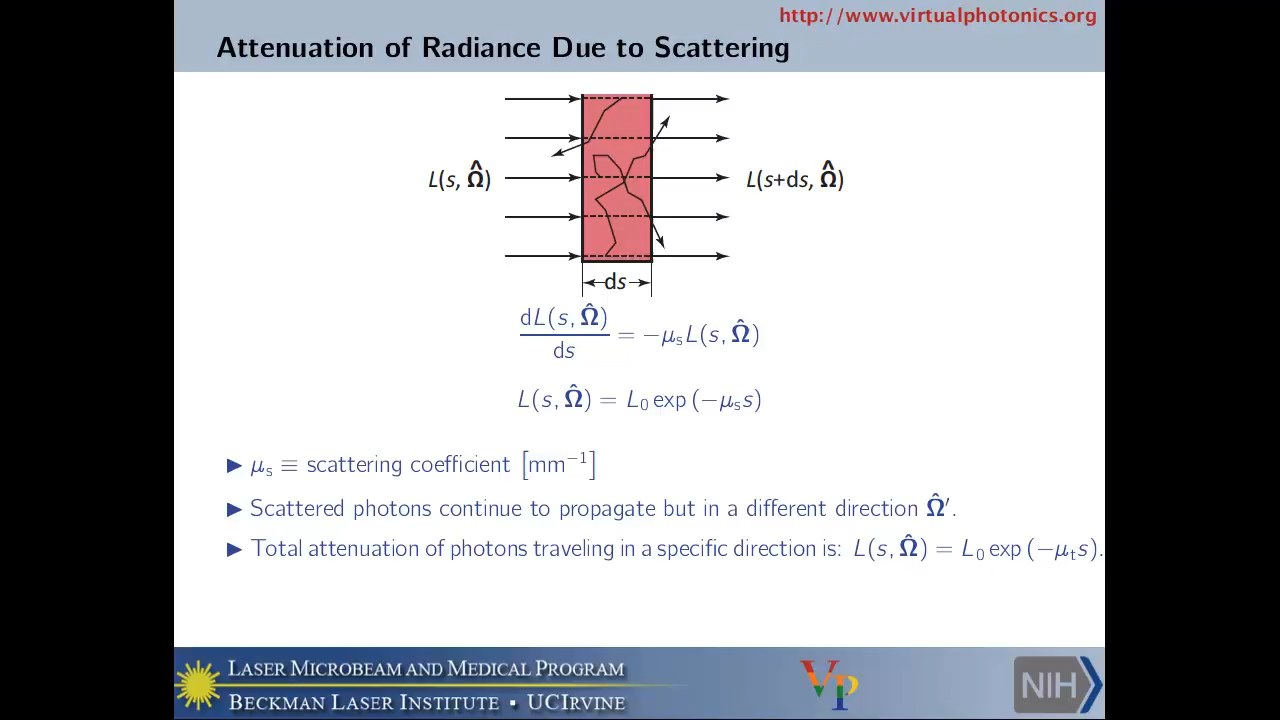 http://www.virtualphotonics.org
Attenuation of Radiance Due to Scattering
L(s, Ω̂)
L(s+ds, Ω̂)
ds
dL(s, Ω̂)
ds
= −μₛL(s, Ω̂)
L(s, Ω̂) = L₀ exp (−μₛs)
▶ μₛ ≡ scattering coefficient [mm⁻¹]
▶ Scattered photons continue to propagate but in a different direction Ω̂′.
▶ Total attenuation of photons traveling in a specific direction is: L(s, Ω̂) = L₀ exp (−μₜs).
LASER MICROBEAM AND MEDICAL PROGRAM
BECKMAN LASER INSTITUTE ▪ UCIRVINE
VP
NIH